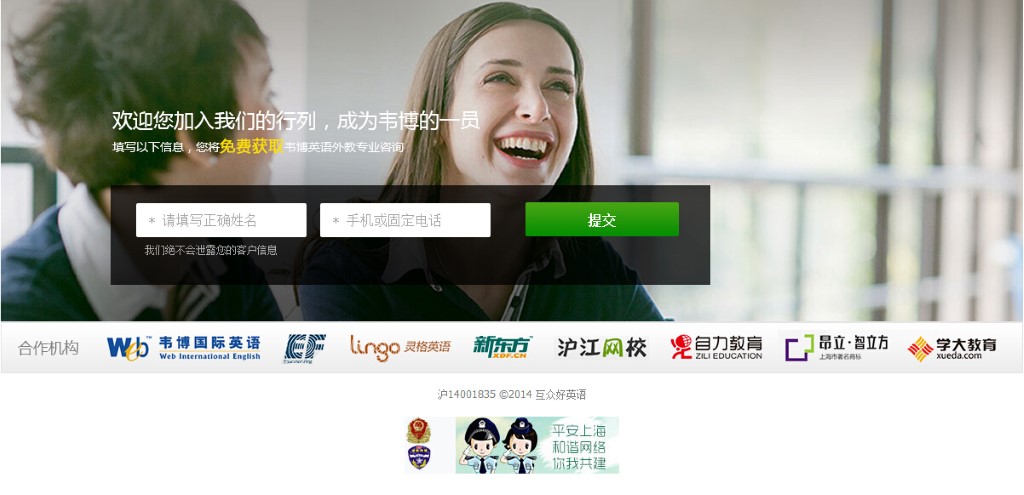 欢迎您加入我们的行列，成为韦博的一员
填写以下信息，您将免费获取韦博英语外教专业咨询
* 请填写正确姓名
* 手机或固定电话
提交
我们绝不会泄露您的客户信息
合作机构
Web 韦博国际英语
Web International English
EF
lingo 灵格英语
新东方
XDF.CN
沪江网校
自力教育
ZILI EDUCATION
昂立·智立方
上海市著名商标
学大教育
xueda.com
沪14001835 ©2014 互众好英语
平安上海
和谐网络
你我共建